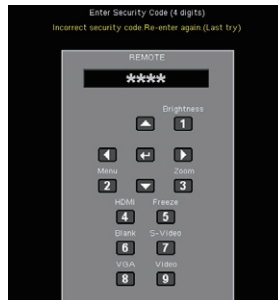 Enter Security Code (4 digits)
Incorrect security code.Re-enter again (Last try)
REMOTE
****
Brightness
1
Menu
Zoom
2
3
HDMI Freeze
4 5
Blank S-Video
6 7
VGA Video
8 9